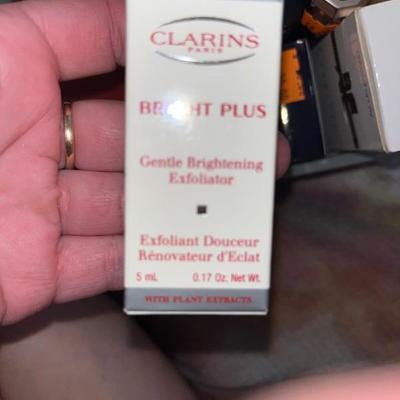 CLARINS
PARIS
BRIGHT PLUS
Gentle Brightening
Exfoliator
Exfoliant Douceur
Rénovateur d'Eclat
5 mL 0.17 Oz. Net Wt.
WITH PLANT EXTRACTS